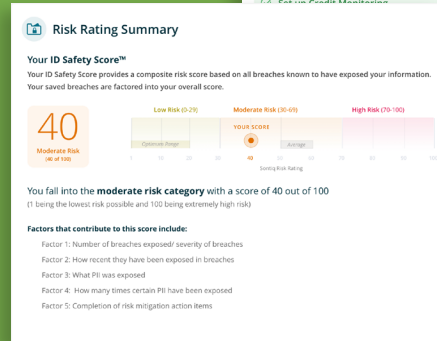 Set up Credit Monitoring
Risk Rating Summary
Your ID Safety Score™
Your ID Safety Score provides a composite risk score based on all breaches known to have exposed your information.
Your saved breaches are factored into your overall score.
40
Moderate Risk
(40 of 100)
Low Risk (0-29) Moderate Risk (30-69) High Risk (70-100)
YOUR SCORE
Optimum Range Average
1 10 20 30 40 50 60 70 80 90 100
Sontiq Risk Rating
You fall into the moderate risk category with a score of 40 out of 100
(1 being the lowest risk possible and 100 being extremely high risk)
Factors that contribute to this score include:
Factor 1: Number of breaches exposed/ severity of breaches
Factor 2: How recent they have been exposed in breaches
Factor 3: What PII was exposed
Factor 4: How many times certain PII have been exposed
Factor 5: Completion of risk mitigation action items